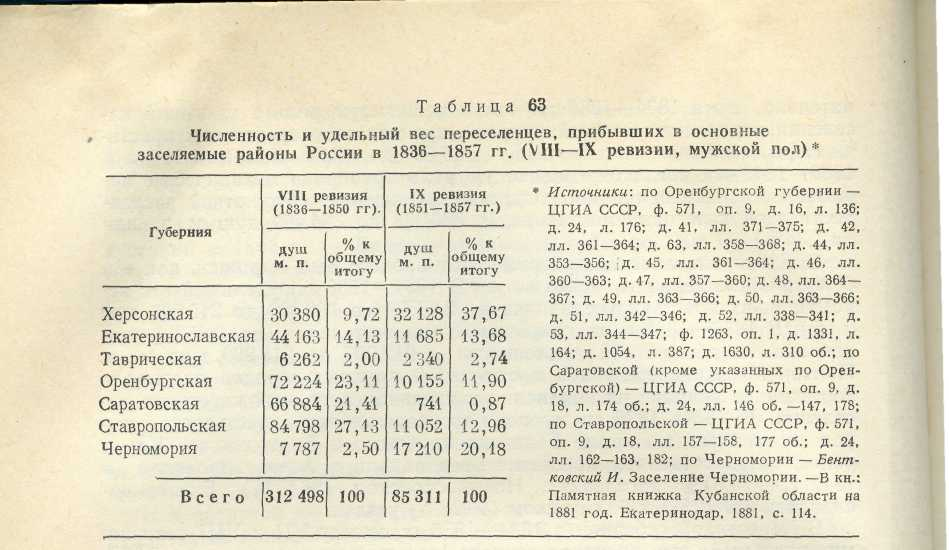 Таблица 63
Численность и удельный вес переселенцев, прибывших в основные
заселяемые районы России в 1836—1857 гг. (VIII—IX ревизии, мужской пол) *
Губерния
VIII ревизия
(1836—1850 гг).
IX ревизия
(1851—1857 гг.)
душ
м. п.
% к
общему
итогу
душ
м. п.
% к
общему
итогу
Херсонская 30 380 9,72 32 128 37,67
Екатеринославская 44 163 14,13 11 685 13,68
Таврическая 6 262 2,00 2 340 2,74
Оренбургская 72 224 23,11 10 155 11,90
Саратовская 66 884 21,41 741 0,87
Ставропольская 84 798 27,13 11 052 12,96
Черномория 7 787 2,50 17 210 20,18
Всего 312 498 100 85 311 100
* Источники: по Оренбургской губернии —
ЦГИА СССР, ф. 571, оп. 9, д. 16, л. 136;
д. 24, л. 176; д. 41, лл. 371—375; д. 42,
лл. 361—364; д. 63, лл. 358—368; д. 44, лл.
353—356; д. 45, лл. 361—364; д. 46, лл.
360—363; д. 47, лл. 357—360; д. 48, лл. 364—
367; д. 49, лл. 363—366; д. 50, лл. 363—366;
д. 51, лл. 342—346; д. 52, лл. 338—341; д.
53, лл. 344—347; ф. 1263, оп. 1, д. 1331, л.
164; д. 1054, л. 387; д. 1630, л. 310 об.; по
Саратовской (кроме указанных по Орен-
бургской) — ЦГИА СССР, ф. 571, оп. 9, д.
18, л. 174 об.; д. 24, лл. 146 об. —147, 178;
по Ставропольской — ЦГИА СССР, ф. 571,
оп. 9, д. 18, лл. 157—158, 177 об.; д. 24,
лл. 162—163, 182; по Черномории — Бент-
ковский И. Заселение Черномории. —В кн.:
Памятная книжка Кубанской области на
1881 год. Екатеринодар, 1881, с. 114.